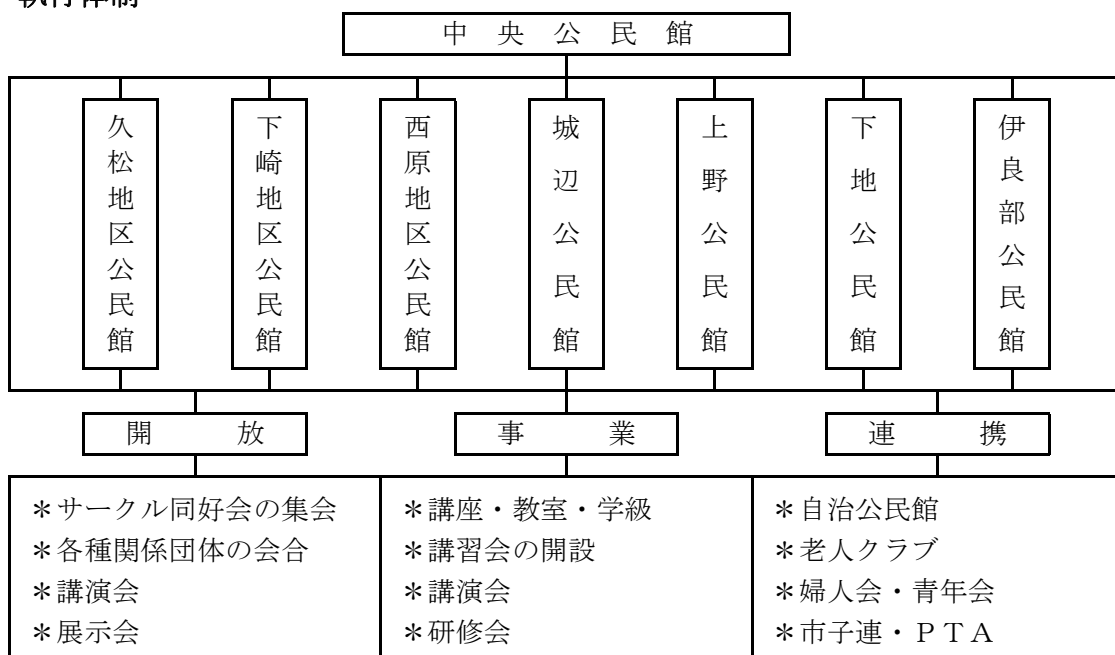 中央公民館
久松地区公民館
下崎地区公民館
西原地区公民館
城辺公民館
上野公民館
下地公民館
伊良部公民館
開放
事業
連携
＊サークル同好会の集会
＊各種関係団体の会合
＊講演会
＊展示会
＊講座・教室・学級
＊講習会の開設
＊講演会
＊研修会
＊自治公民館
＊老人クラブ
＊婦人会・青年会
＊市子連・ＰＴＡ